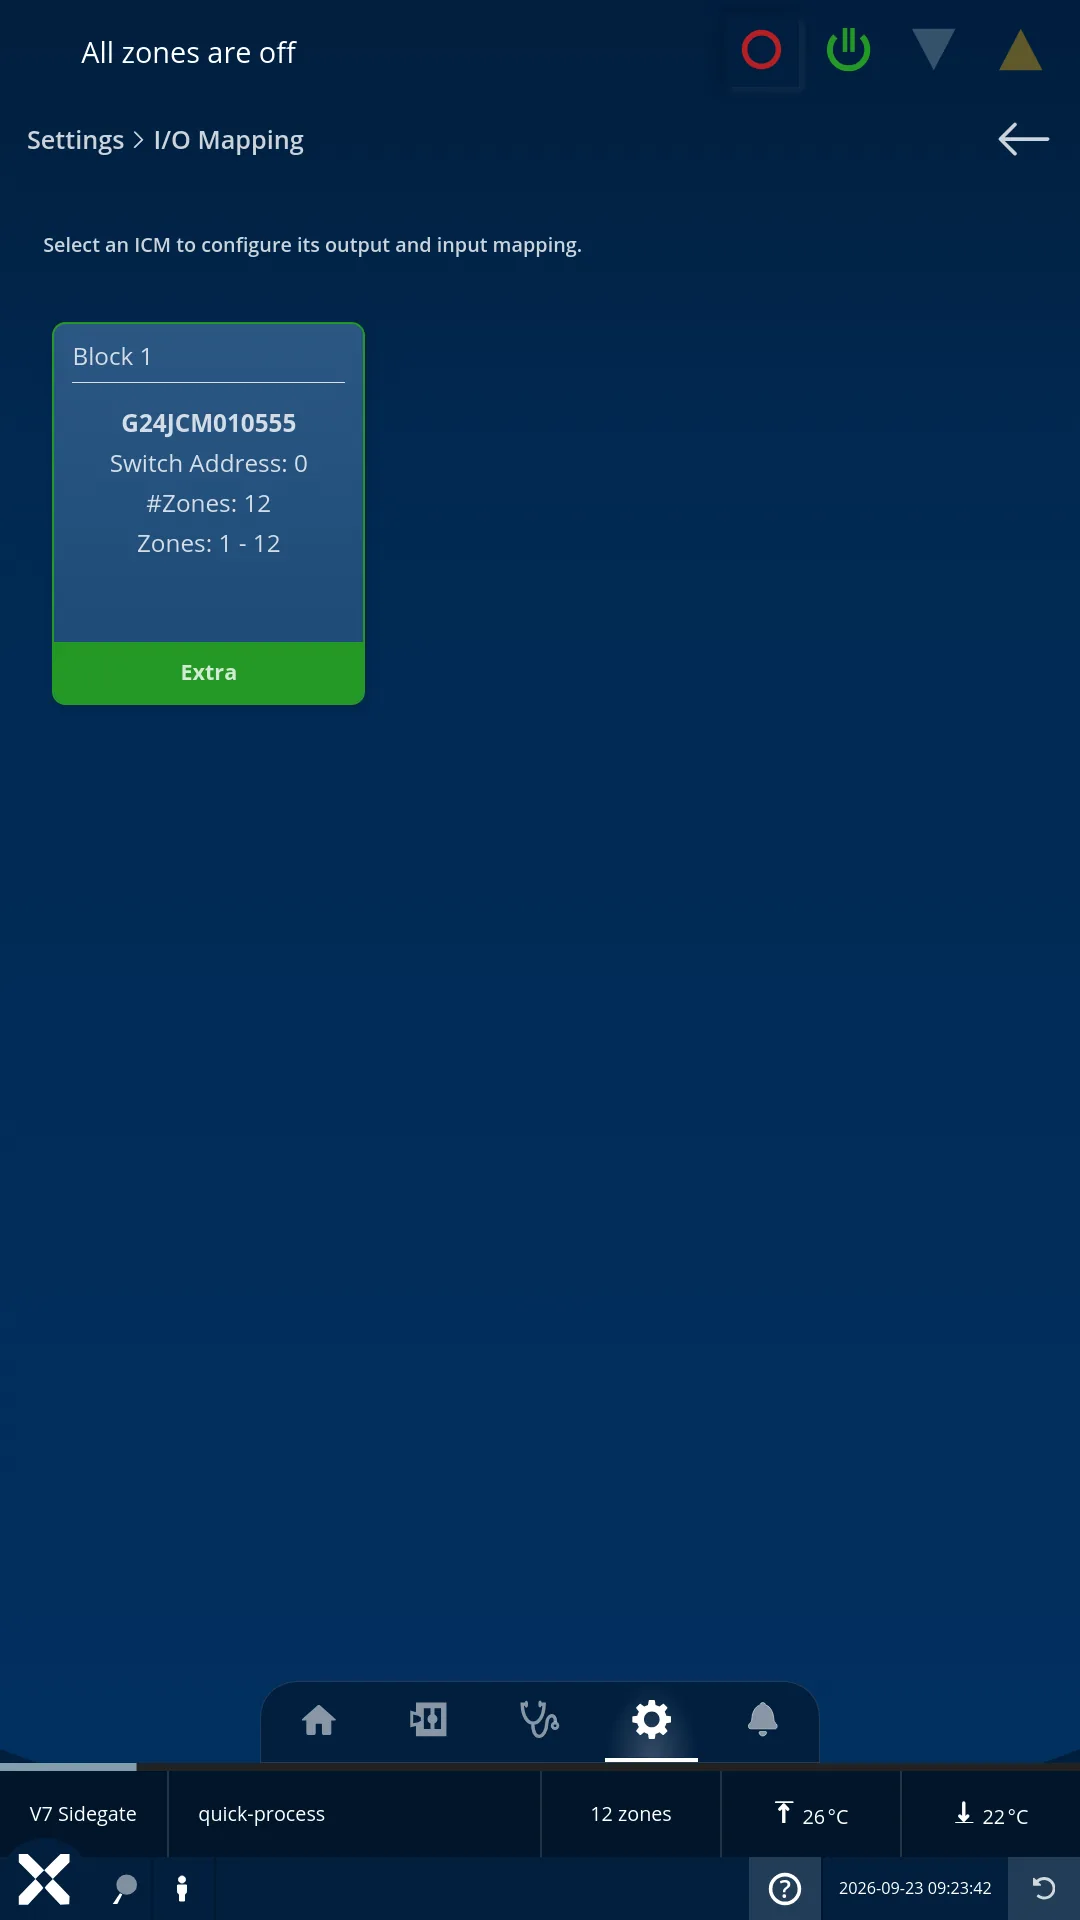 All zones are off
Settings > I/O Mapping
Select an ICM to configure its output and input mapping.
Block 1
G24JCM010555
Switch Address: 0
#Zones: 12
Zones: 1 - 12
Extra
V7 Sidegate
quick-process
12 zones
26 °C
22 °C
2026-09-23 09:23:42